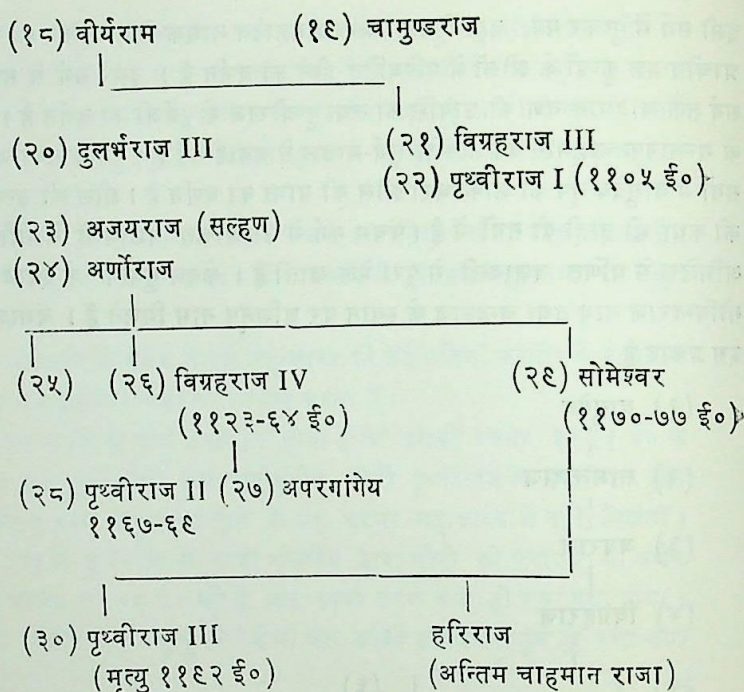 (१८) वीर्यराम (१९) चामुण्डराज
(२०) दुलर्भराज III (२१) विग्रहराज III
(२२) पृथ्वीराज I (११०५ ई०)
(२३) अजयराज (सल्हण)
(२४) अर्णोराज
(२५) (२६) विग्रहराज IV (२९) सोमेश्वर
(११२३-६४ ई०) (११७०-७७ ई०)
(२८) पृथ्वीराज II (२७) अपरगांगेय
११६७-६९
(३०) पृथ्वीराज III हरिराज
(मृत्यु ११९२ ई०) (अन्तिम चाहमान राजा)